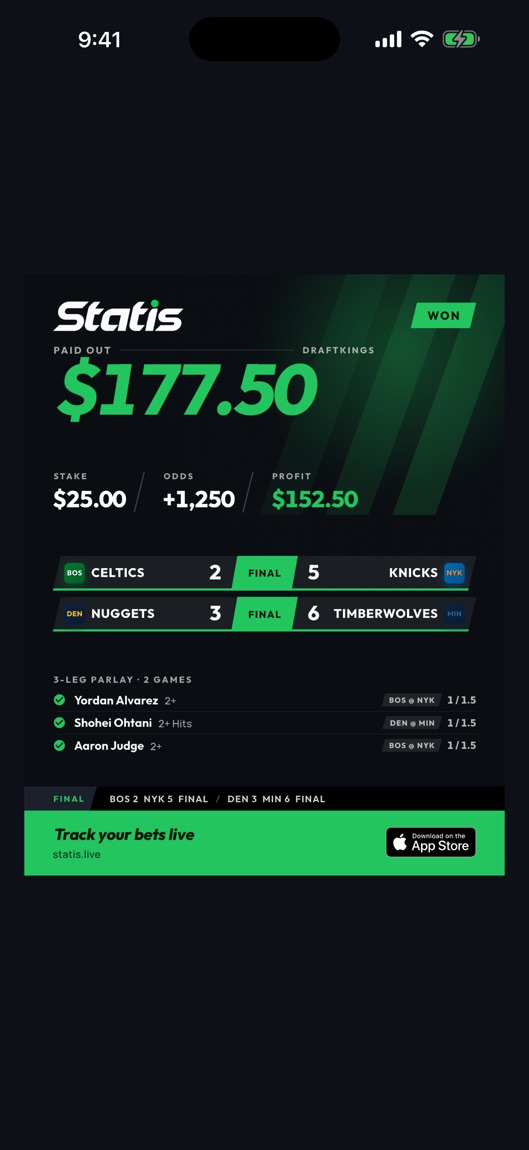 9:41
Statis
WON
PAID OUT DRAFTKINGS
$177.50
STAKE ODDS PROFIT
$25.00 +1,250 $152.50
BOS CELTICS 2 FINAL 5 KNICKS NYK
DEN NUGGETS 3 FINAL 6 TIMBERWOLVES MIN
3-LEG PARLAY · 2 GAMES
Yordan Alvarez 2+ BOS @ NYK 1 / 1.5
Shohei Ohtani 2+ Hits DEN @ MIN 1 / 1.5
Aaron Judge 2+ BOS @ NYK 1 / 1.5
FINAL BOS 2 NYK 5 FINAL / DEN 3 MIN 6 FINAL
Track your bets live
statis.live
Download on the
App Store